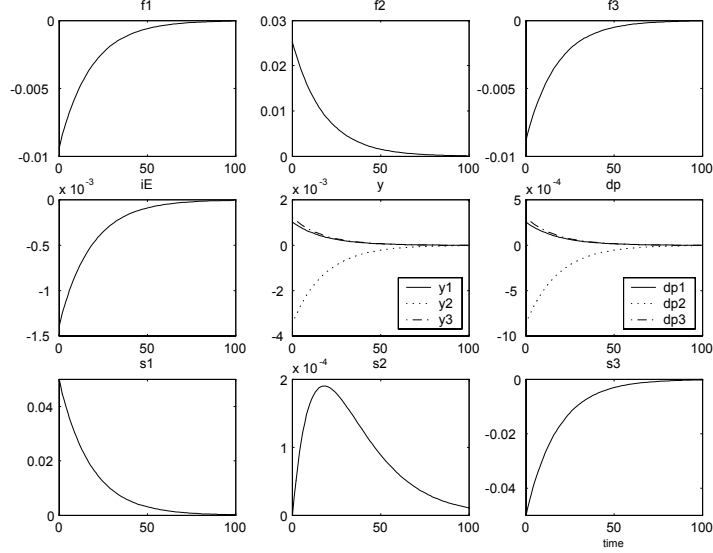 f1 f2 f3
0 0.03 0
-0.005 0.02 -0.005
0.01
-0.01 0 -0.01
0 50 100 0 50 100 0 50 100
x 10-3 iE x 10-3 y x 10-4 dp
0 2 5
-0.5 0 0
-1 -2 -5
-1.5 -4 -10
y1 dp1
y2 dp2
y3 dp3
0 50 100 0 50 100 0 50 100
s1 x 10-4 s2 s3
0.04 2 0
0.02 1 -0.02
-0.04
0 0
0 50 100 0 50 100 0 50 100
time